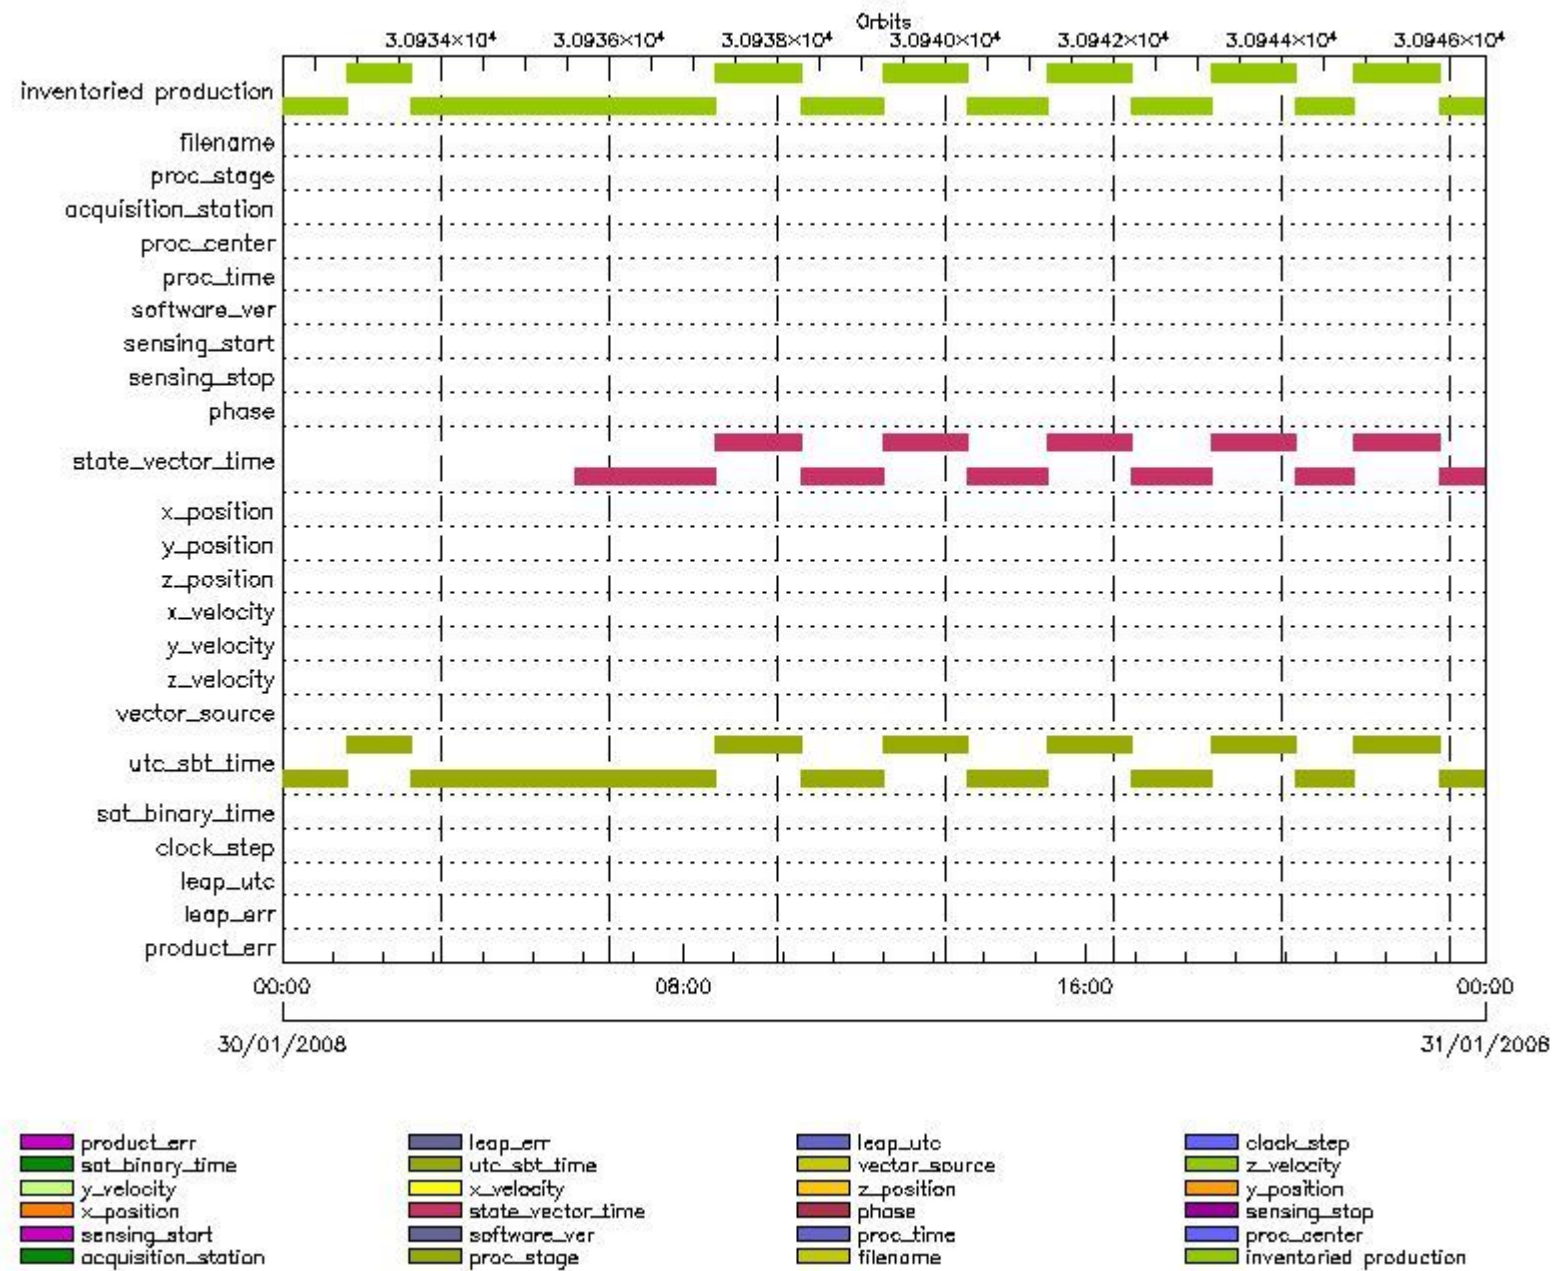 Orbits
3.0934×10⁴ 3.0936×10⁴ 3.0938×10⁴ 3.0940×10⁴ 3.0942×10⁴ 3.0944×10⁴ 3.0946×10⁴
inventoried production
filename
proc_stage
acquisition_station
proc_center
proc_time
software_ver
sensing_start
sensing_stop
phase
state_vector_time
x_position
y_position
z_position
x_velocity
y_velocity
z_velocity
vector_source
utc_sbt_time
sat_binary_time
clock_step
leap_utc
leap_err
product_err
00:00 08:00 16:00 00:00
30/01/2008 31/01/2008
product_err leap_err leap_utc clock_step
sat_binary_time utc_sbt_time vector_source z_velocity
y_velocity x_velocity z_position y_position
x_position state_vector_time phase sensing_stop
sensing_start software_ver proc_time proc_center
acquisition_station proc_stage filename inventoried production